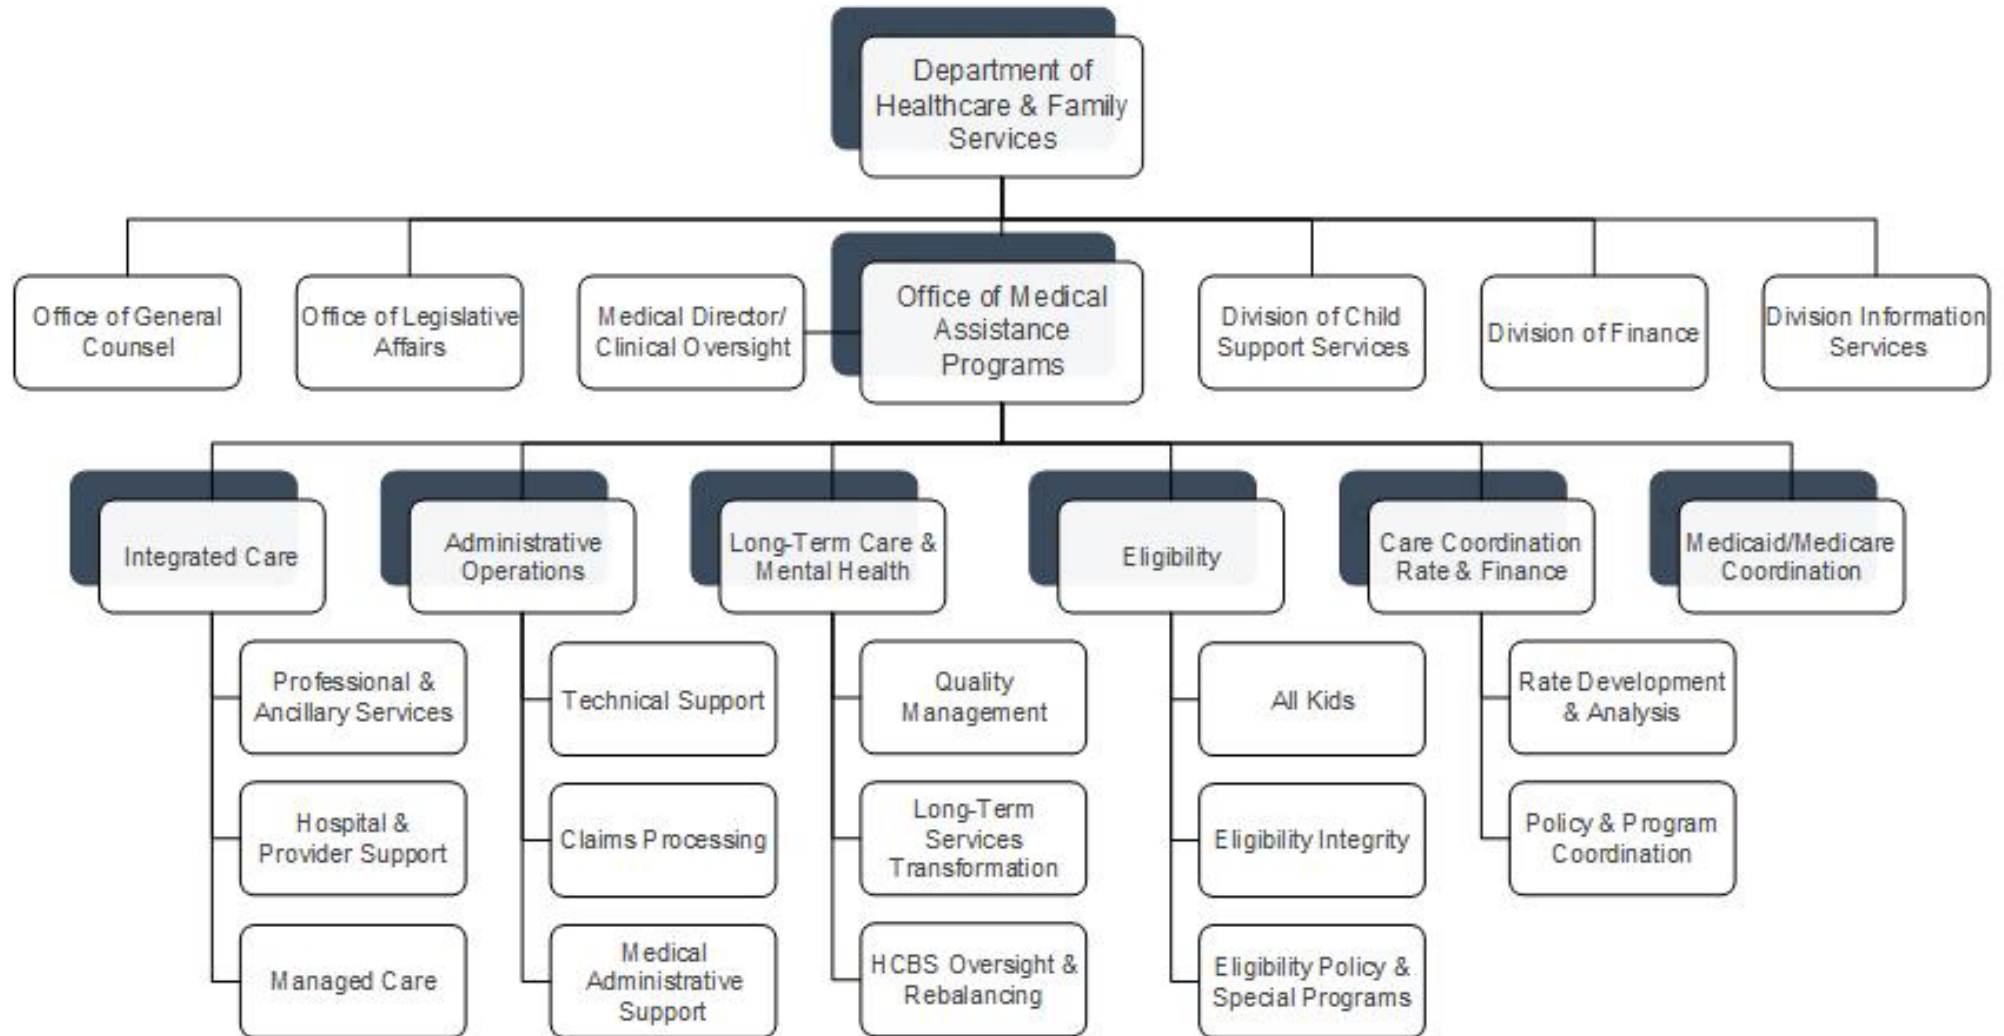 Department of
Healthcare & Family
Services
Office of General
Counsel
Office of Legislative
Affairs
Medical Director/
Clinical Oversight
Office of Medical
Assistance
Programs
Division of Child
Support Services
Division of Finance
Division Information
Services
Integrated Care
Administrative
Operations
Long-Term Care &
Mental Health
Eligibility
Care Coordination
Rate & Finance
Medicaid/Medicare
Coordination
Professional &
Ancillary Services
Technical Support
Quality
Management
All Kids
Rate Development
& Analysis
Hospital &
Provider Support
Claims Processing
Long-Term
Services
Transformation
Eligibility Integrity
Policy & Program
Coordination
Managed Care
Medical
Administrative
Support
HCBS Oversight &
Rebalancing
Eligibility Policy &
Special Programs